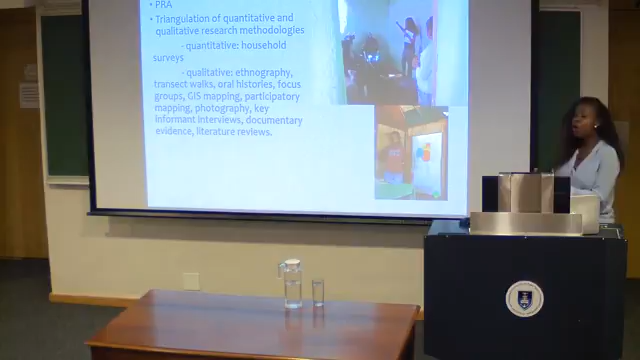 • PRA
• Triangulation of quantitative and
qualitative research methodologies
- quantitative: household
surveys
- qualitative: ethnography,
transect walks, oral histories, focus
groups, GIS mapping, participatory
mapping, photography, key
informant interviews, documentary
evidence, literature reviews.